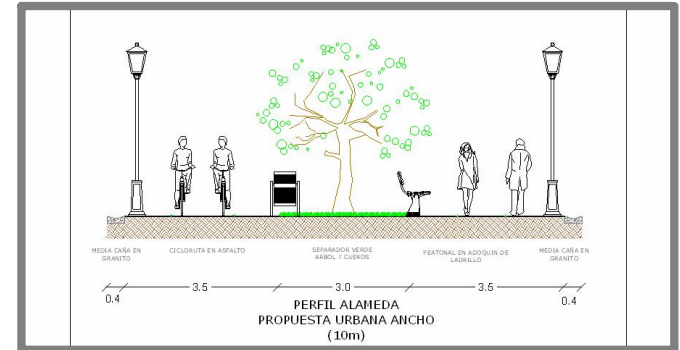 MEDIA CAÑA EN
GRANITO
CICLORUTA EN ASFALTO
SEPARADOR VERDE
ARBOL 7 CUEROS
PEATONAL EN ADOQUIN DE
LADRILLO
MEDIA CAÑA EN
GRANITO
0.4
3.5
3.0
3.5
0.4
PERFIL ALAMEDA
PROPUESTA URBANA ANCHO
(10m)